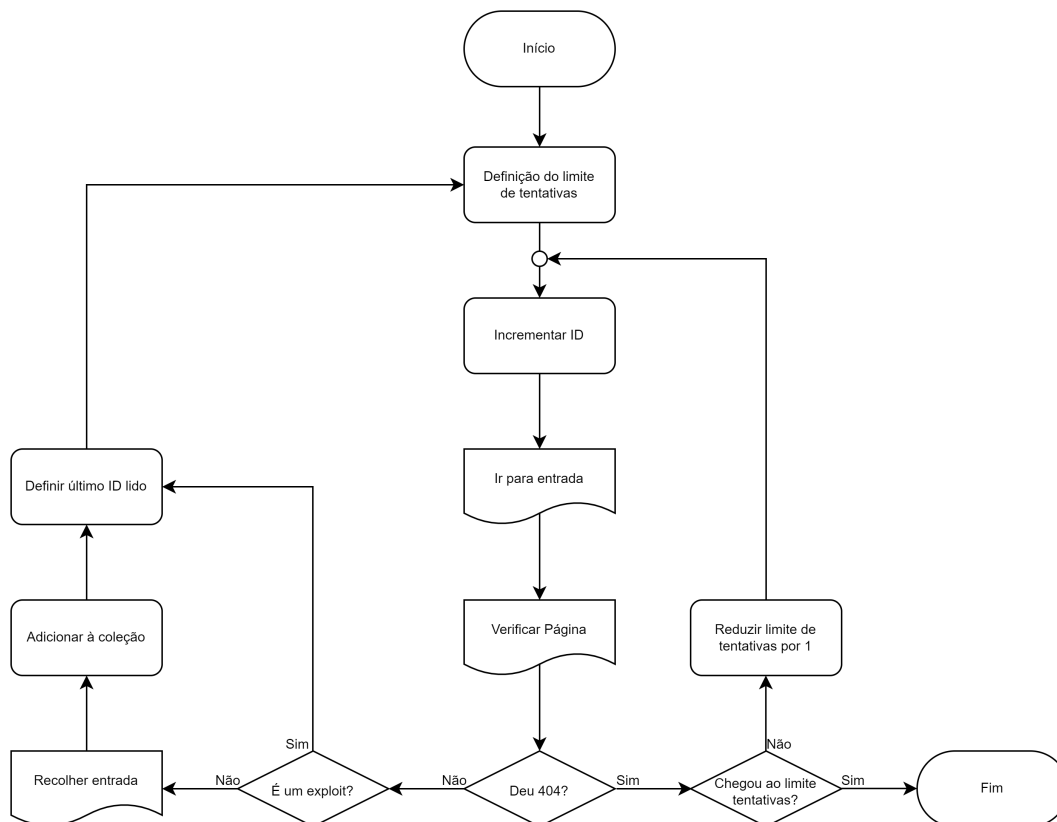 Início
Definição do limite
de tentativas
Incrementar ID
Ir para entrada
Definir último ID lido
Verificar Página
Adicionar à coleção
Reduzir limite de
tentativas por 1
Sim
Não
Recolher entrada
Não
É um exploit?
Não
Deu 404?
Sim
Chegou ao limite
tentativas?
Sim
Fim